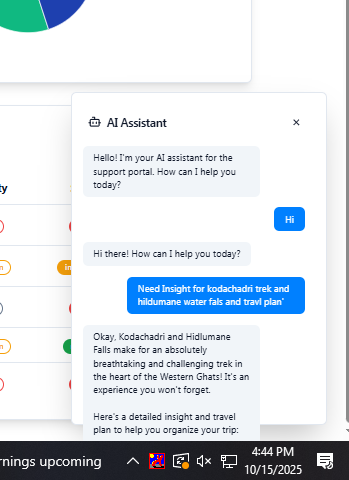 AI Assistant
×
Hello! I'm your AI assistant for the
support portal. How can I help you
today?
Hi
Hi there! How can I help you today?
Need Insight for kodachadri trek and
hildumane water fals and travl plan'
Okay, Kodachadri and Hidlumane
Falls make for an absolutely
breathtaking and challenging trek in
the heart of the Western Ghats! It's an
experience you won't forget.
Here's a detailed insight and travel
plan to help you organize your trip:
ty
rnings upcoming
4:44 PM
10/15/2025